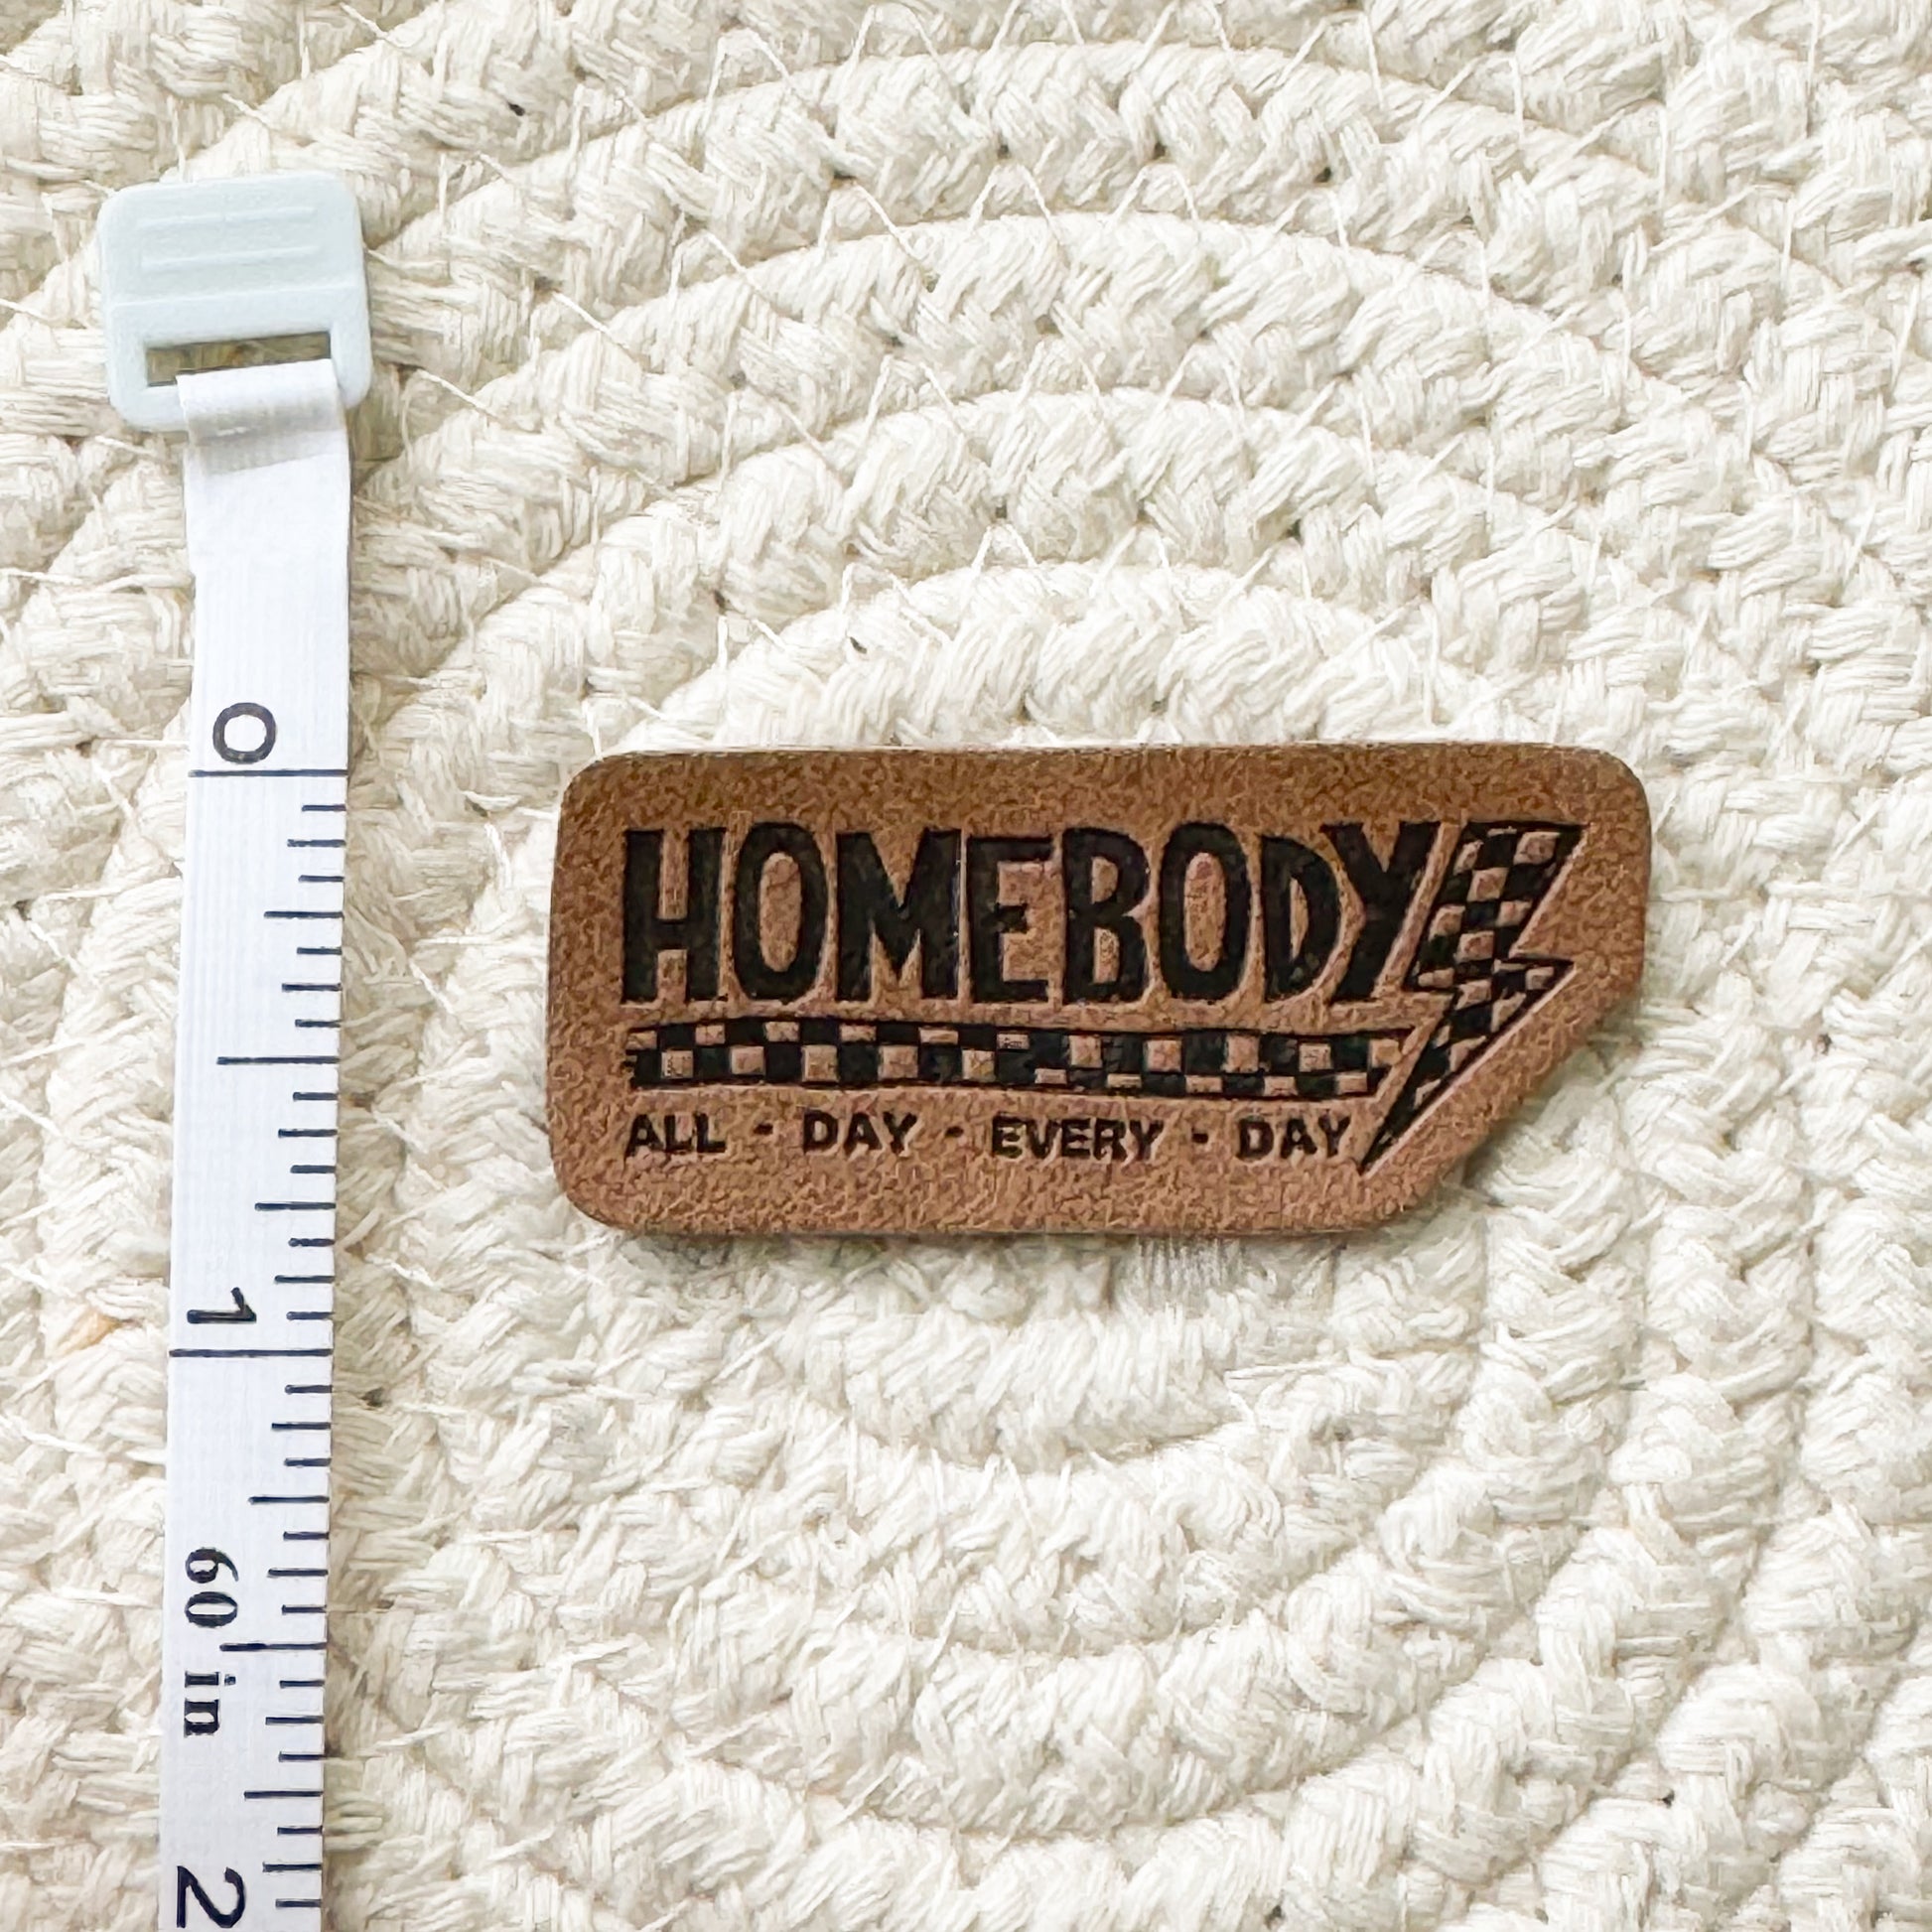 0
HOMEBODY
ALL - DAY - EVERY - DAY
1
60 in
2